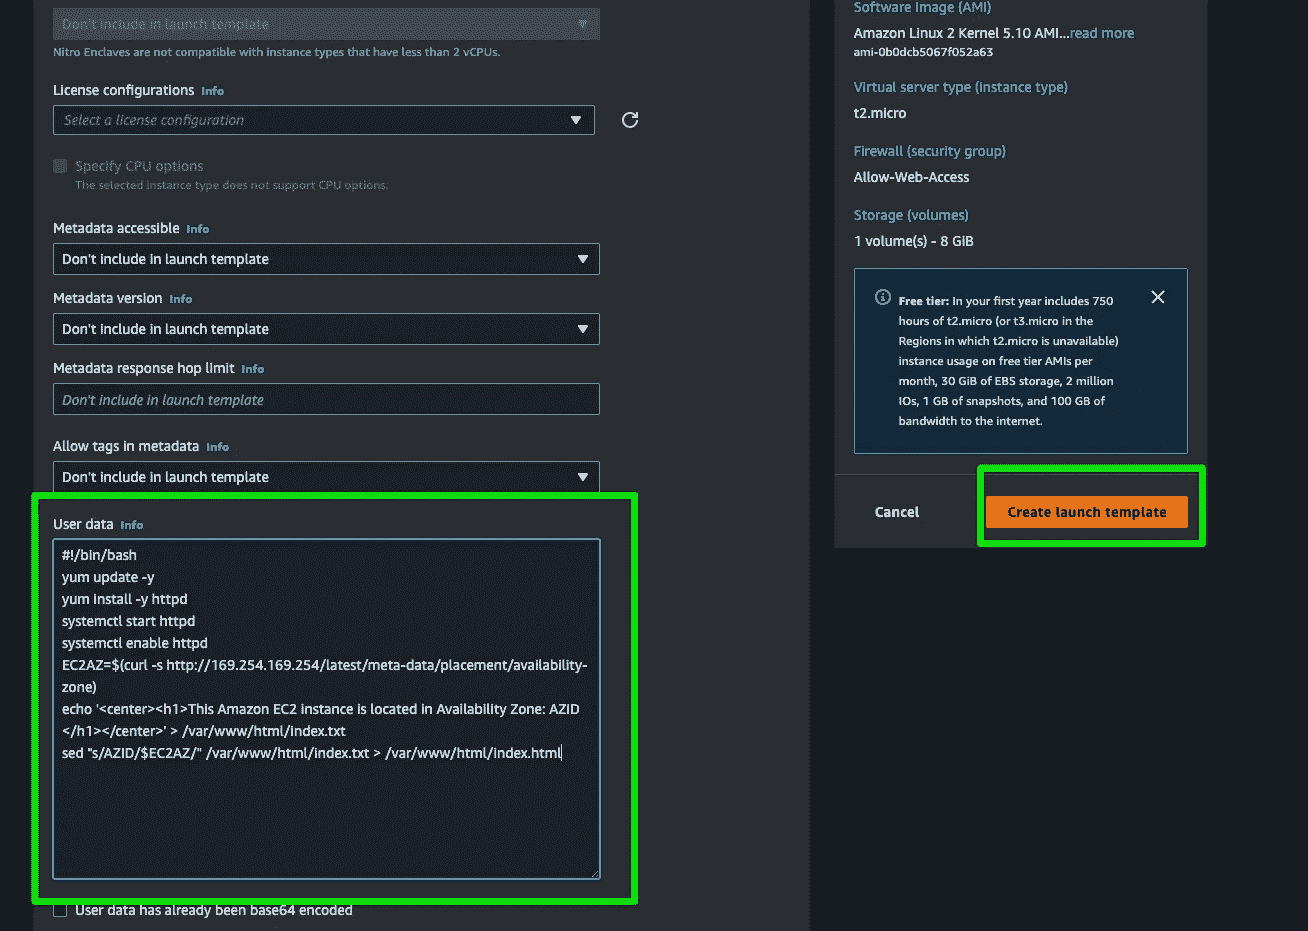 Don't include in launch template
Nitro Enclaves are not compatible with instance types that have less than 2 vCPUs.
License configurations Info
Select a license configuration
Specify CPU options
The selected instance type does not support CPU options.
Metadata accessible Info
Don't include in launch template
Metadata version Info
Don't include in launch template
Metadata response hop limit Info
Don't include in launch template
Allow tags in metadata Info
Don't include in launch template
User data Info
#!/bin/bash
yum update -y
yum install -y httpd
systemctl start httpd
systemctl enable httpd
EC2AZ=$(curl -s http://169.254.169.254/latest/meta-data/placement/availability-
zone)
echo '<center><h1>This Amazon EC2 instance is located in Availability Zone: AZID
</h1></center>' > /var/www/html/index.txt
sed "s/AZID/$EC2AZ/" /var/www/html/index.txt > /var/www/html/index.html
User data has already been base64 encoded
Software Image (AMI)
Amazon Linux 2 Kernel 5.10 AMI...read more
ami-0b0dcb5067f052a63
Virtual server type (instance type)
t2.micro
Firewall (security group)
Allow-Web-Access
Storage (volumes)
1 volume(s) - 8 GiB
Free tier: In your first year includes 750
hours of t2.micro (or t3.micro in the
Regions in which t2.micro is unavailable)
instance usage on free tier AMIs per
month, 30 GiB of EBS storage, 2 million
IOs, 1 GB of snapshots, and 100 GB of
bandwidth to the internet.
Cancel
Create launch template